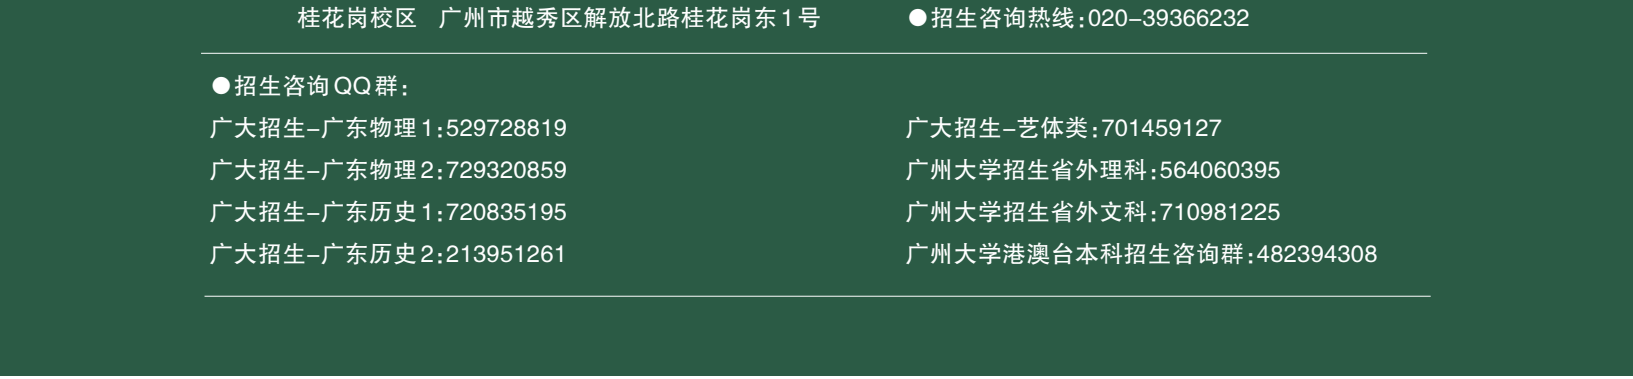 桂花岗校区 广州市越秀区解放北路桂花岗东1号 ●招生咨询热线:020-39366232
●招生咨询QQ群:
广大招生-广东物理1:529728819 广大招生-艺体类:701459127
广大招生-广东物理2:729320859 广州大学招生省外理科:564060395
广大招生-广东历史1:720835195 广州大学招生省外文科:710981225
广大招生-广东历史2:213951261 广州大学港澳台本科招生咨询群:482394308